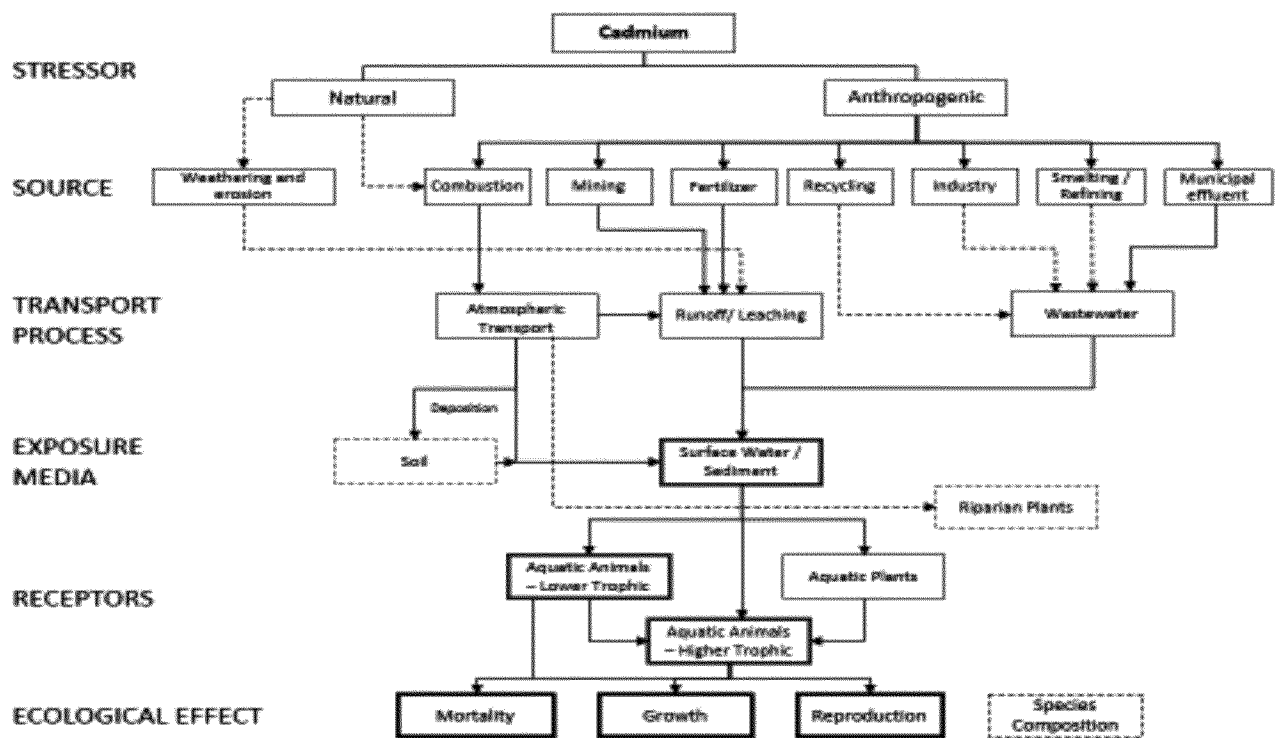 Cadmium
STRESSOR
Natural
Anthropogenic
SOURCE
Weathering and
erosion
Combustion
Mining
Fertilizer
Recycling
Industry
Smelting /
Refining
Municipal
effluent
TRANSPORT
PROCESS
Atmospheric
Transport
Runoff/ Leaching
Wastewater
Deposition
EXPOSURE
MEDIA
Soil
Surface Water /
Sediment
Riparian Plants
RECEPTORS
Aquatic Animals
– Lower Trophic
Aquatic Plants
Aquatic Animals
– Higher Trophic
ECOLOGICAL EFFECT
Mortality
Growth
Reproduction
Species
Composition